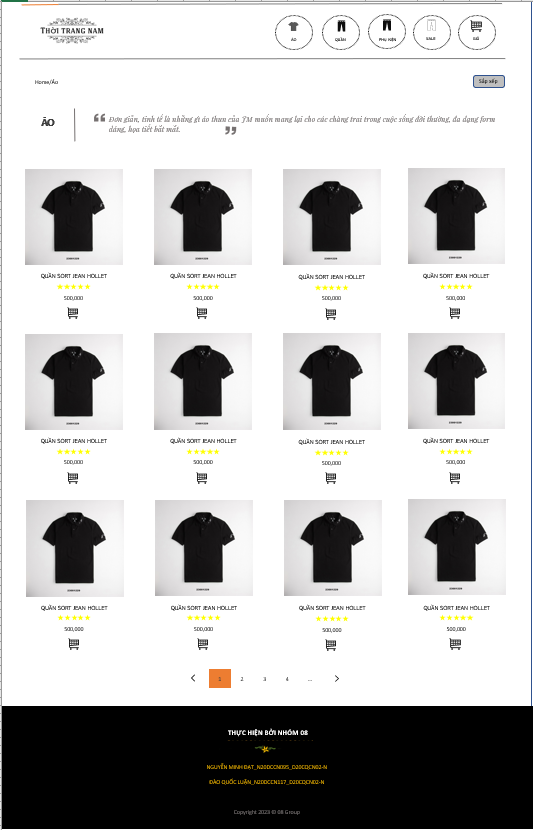 THỜI TRANG NAM
ÁO
QUẦN
PHỤ KIỆN
SALE
GIỎ
Home/Áo
Sắp xếp
ÁO
Đơn giản, tinh tế là những gì áo thun của JM muốn mang lại cho các chàng trai trong cuộc sống đời thường, đa dạng form
dáng, họa tiết bắt mắt.
QUẦN SORT JEAN HOLLET
QUẦN SORT JEAN HOLLET
QUẦN SORT JEAN HOLLET
QUẦN SORT JEAN HOLLET
500,000
500,000
500,000
500,000
QUẦN SORT JEAN HOLLET
QUẦN SORT JEAN HOLLET
QUẦN SORT JEAN HOLLET
QUẦN SORT JEAN HOLLET
500,000
500,000
500,000
500,000
QUẦN SORT JEAN HOLLET
QUẦN SORT JEAN HOLLET
QUẦN SORT JEAN HOLLET
QUẦN SORT JEAN HOLLET
500,000
500,000
500,000
500,000
1 2 3 4 ...
THỰC HIỆN BỞI NHÓM 08
NGUYỄN MINH ĐẠT_N20DCCN095_D20CQCN02-N
ĐÀO QUỐC LUẬN_N20DCCN117_D20CQCN02-N
Copyright 2023 © 08 Group